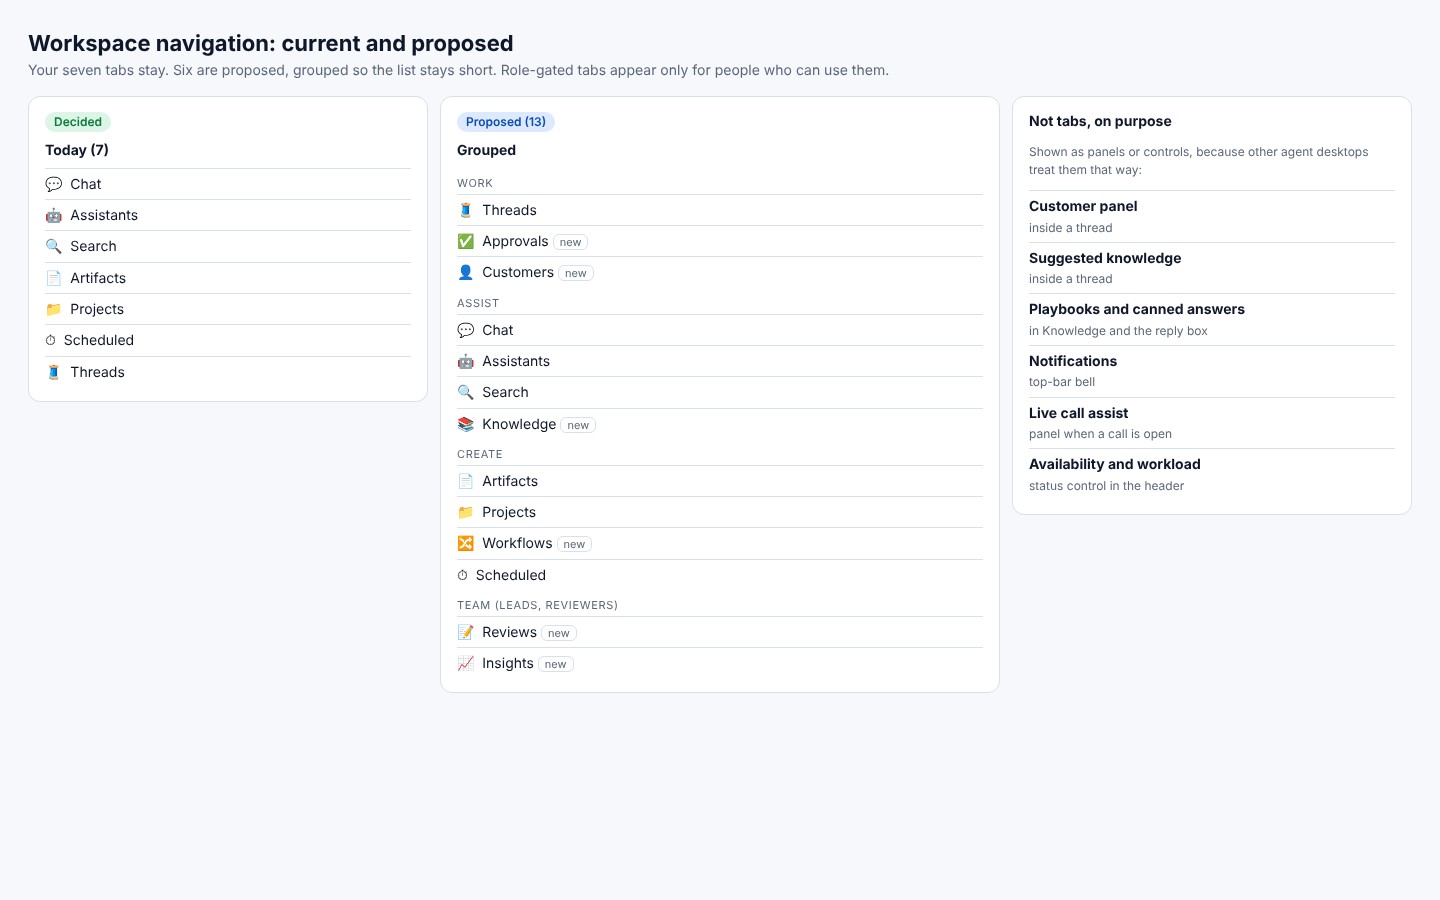 Workspace navigation: current and proposed
Your seven tabs stay. Six are proposed, grouped so the list stays short. Role-gated tabs appear only for people who can use them.
Decided
Today (7)
Chat
Assistants
Search
Artifacts
Projects
Scheduled
Threads
Proposed (13)
Grouped
WORK
Threads
Approvals new
Customers new
ASSIST
Chat
Assistants
Search
Knowledge new
CREATE
Artifacts
Projects
Workflows new
Scheduled
TEAM (LEADS, REVIEWERS)
Reviews new
Insights new
Not tabs, on purpose
Shown as panels or controls, because other agent desktops
treat them that way:
Customer panel
inside a thread
Suggested knowledge
inside a thread
Playbooks and canned answers
in Knowledge and the reply box
Notifications
top-bar bell
Live call assist
panel when a call is open
Availability and workload
status control in the header